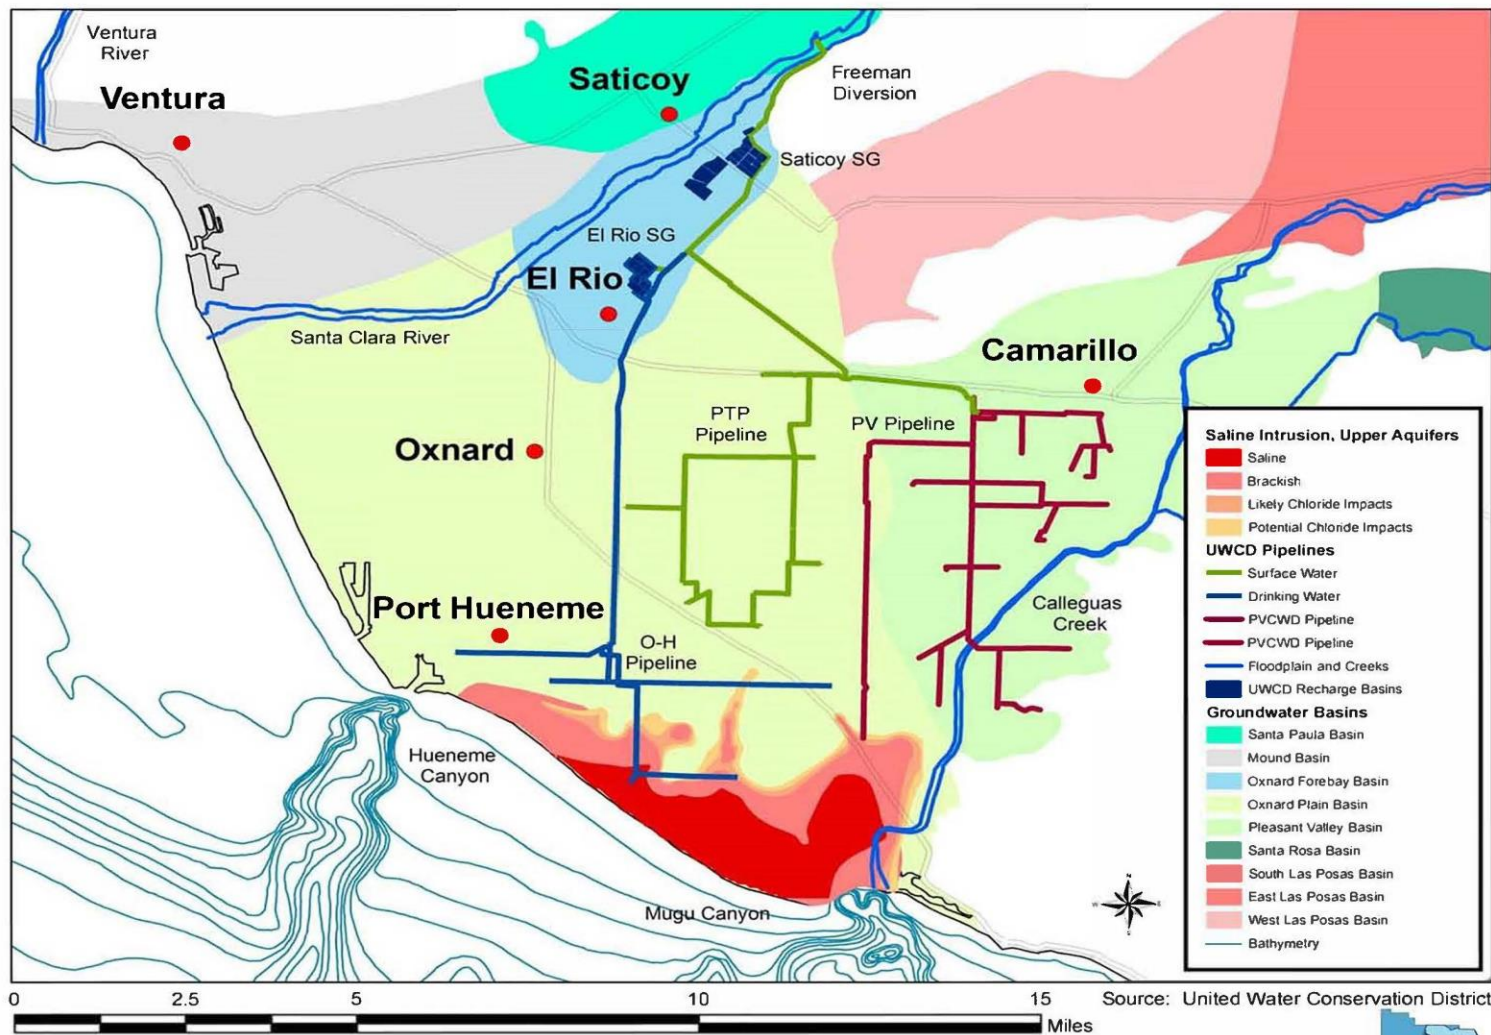 Ventura
River
Ventura
Saticoy
Freeman
Diversion
Saticoy SG
El Rio SG
El Rio
Santa Clara River
Camarillo
PTP
Pipeline
PV Pipeline
Oxnard
Port Hueneme
O-H
Pipeline
Calleguas
Creek
Hueneme
Canyon
Mugu Canyon
Saline Intrusion, Upper Aquifers
Saline
Brackish
Likely Chloride Impacts
Potential Chloride Impacts
UWCD Pipelines
Surface Water
Drinking Water
PVCWD Pipeline
PVCWD Pipeline
Floodplain and Creeks
UWCD Recharge Basins
Groundwater Basins
Santa Paula Basin
Mound Basin
Oxnard Forebay Basin
Oxnard Plain Basin
Pleasant Valley Basin
Santa Rosa Basin
South Las Posas Basin
East Las Posas Basin
West Las Posas Basin
Bathymetry
N
W
E
S
0 2.5 5 10 15
Miles
Source: United Water Conservation District